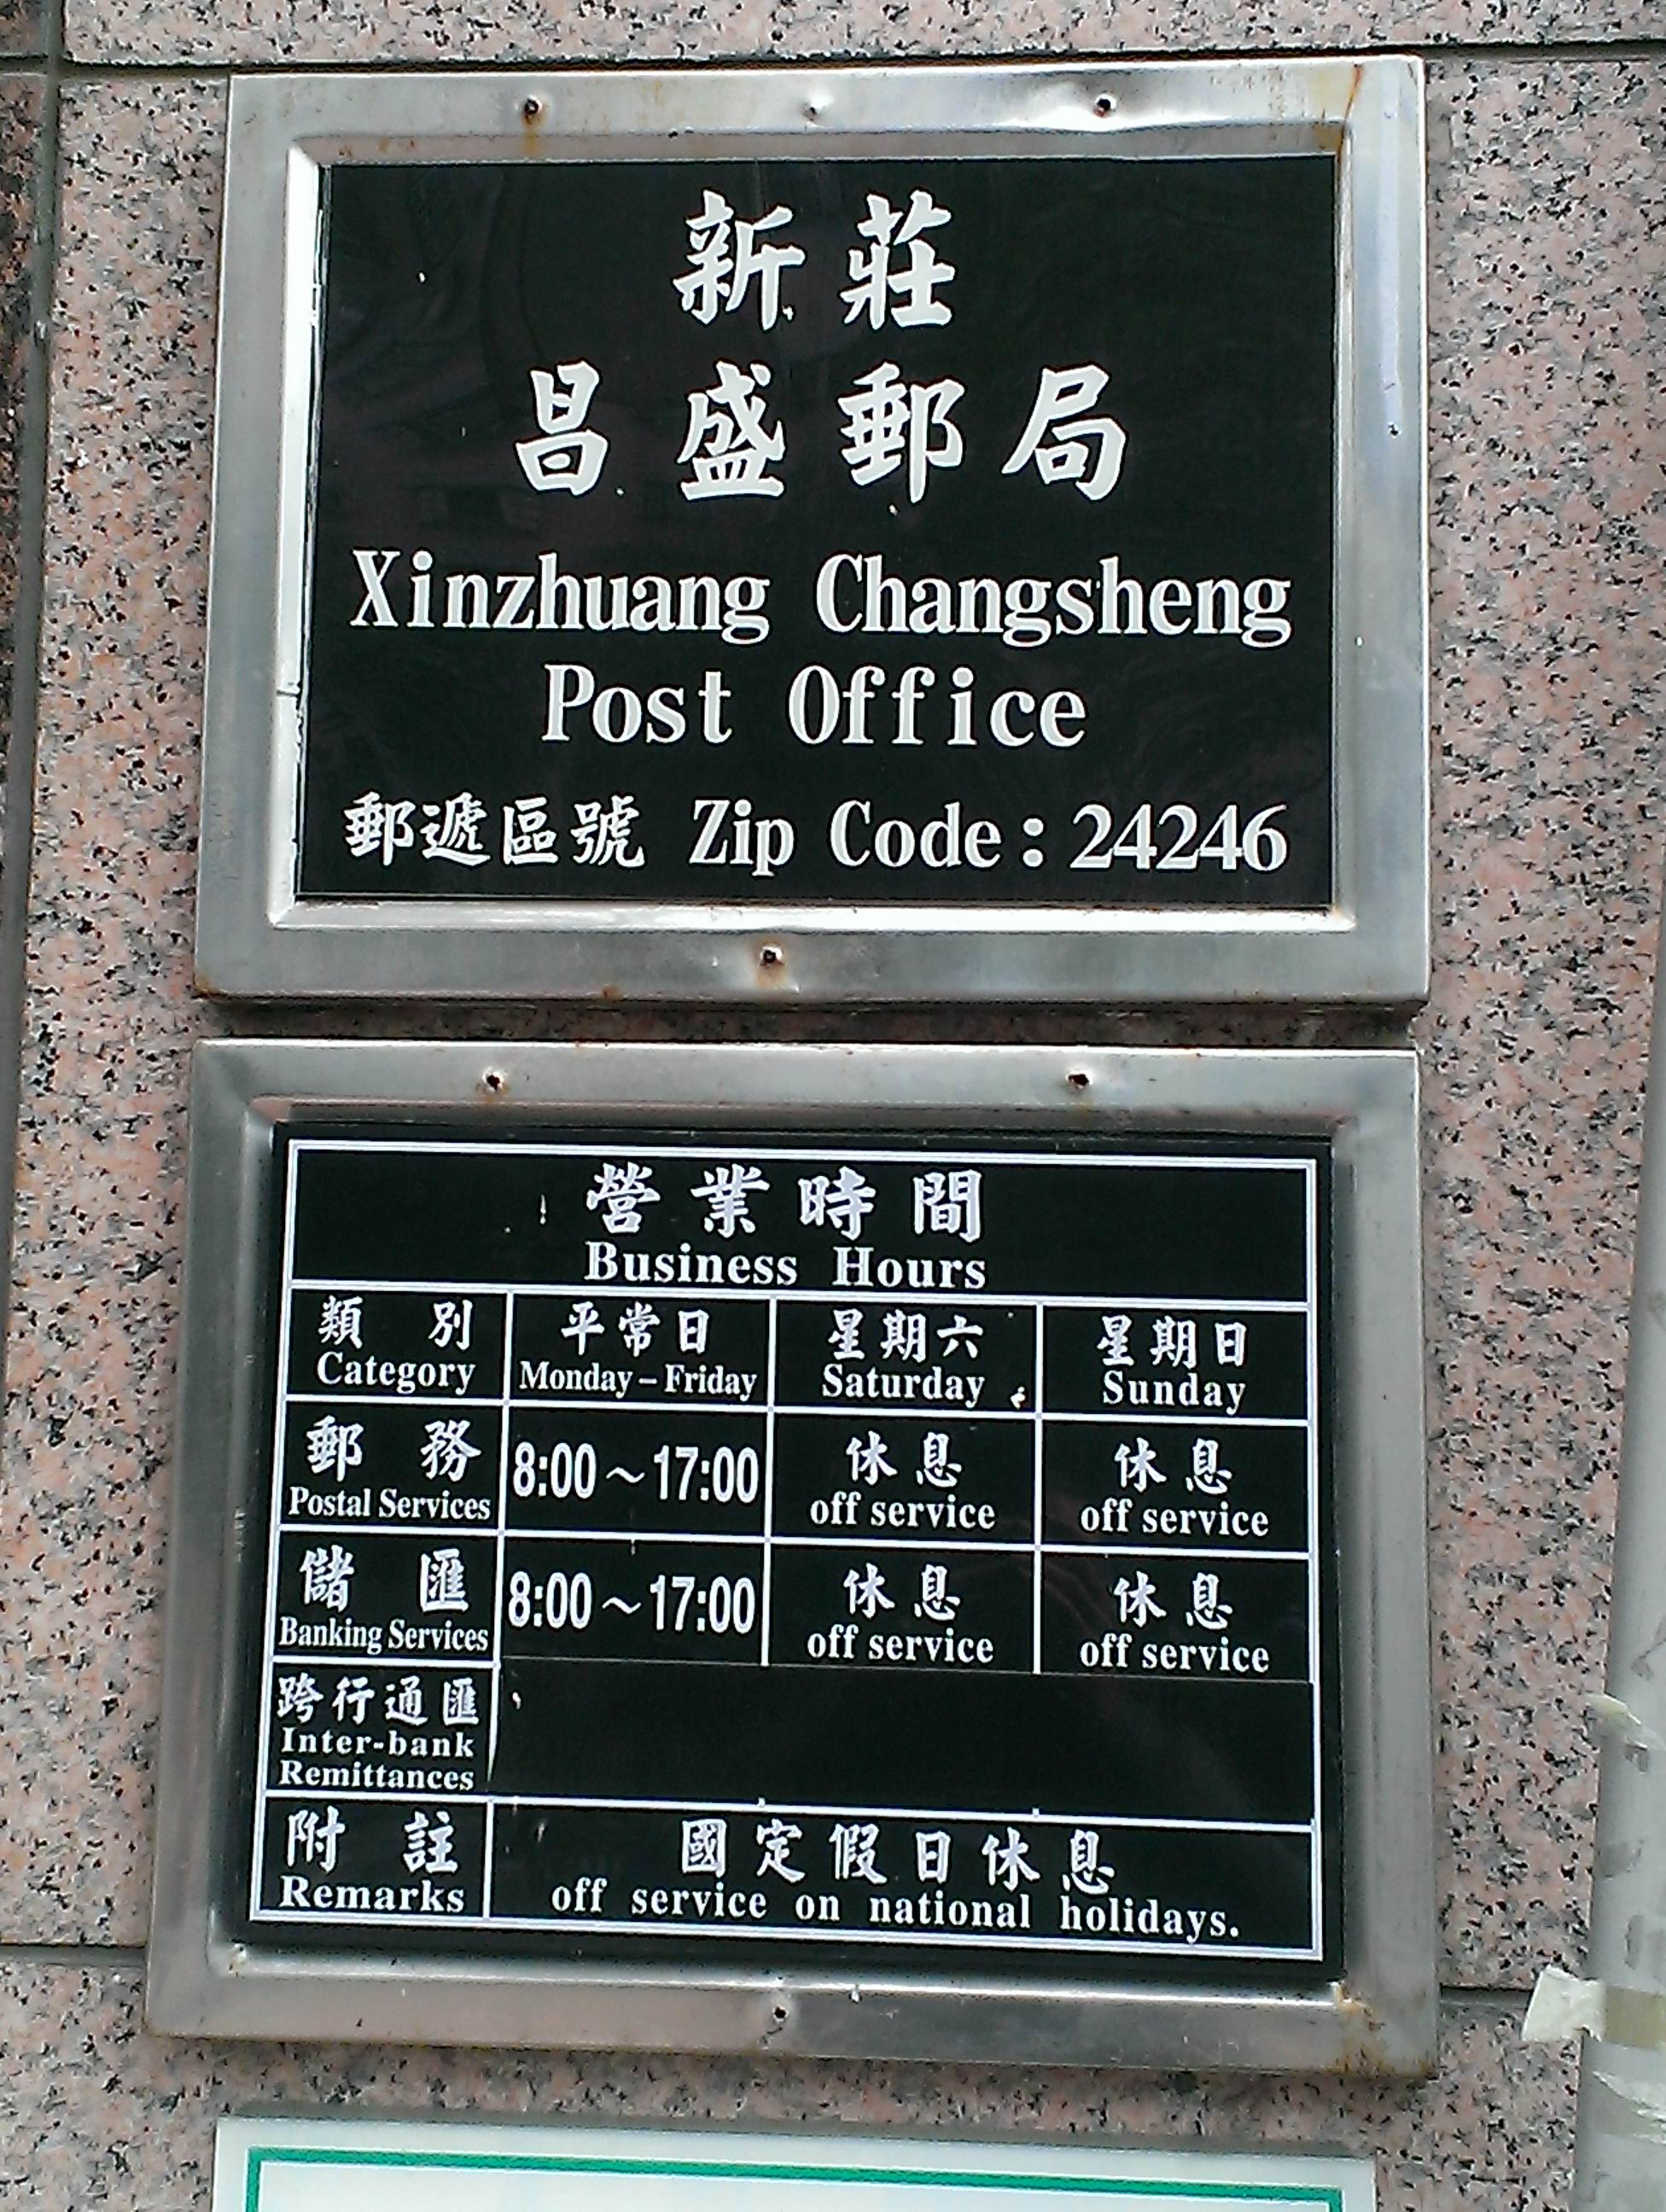 新莊
昌盛郵局
Xinzhuang Changsheng
Post Office
郵遞區號 Zip Code：24246
營業時間
Business Hours
類別 平常日 星期六 星期日
Category Monday－Friday Saturday Sunday
郵務 8:00～17:00 休息 休息
Postal Services off service off service
儲匯 8:00～17:00 休息 休息
Banking Services off service off service
跨行通匯
Inter-bank
Remittances
附註 國定假日休息
Remarks off service on national holidays.